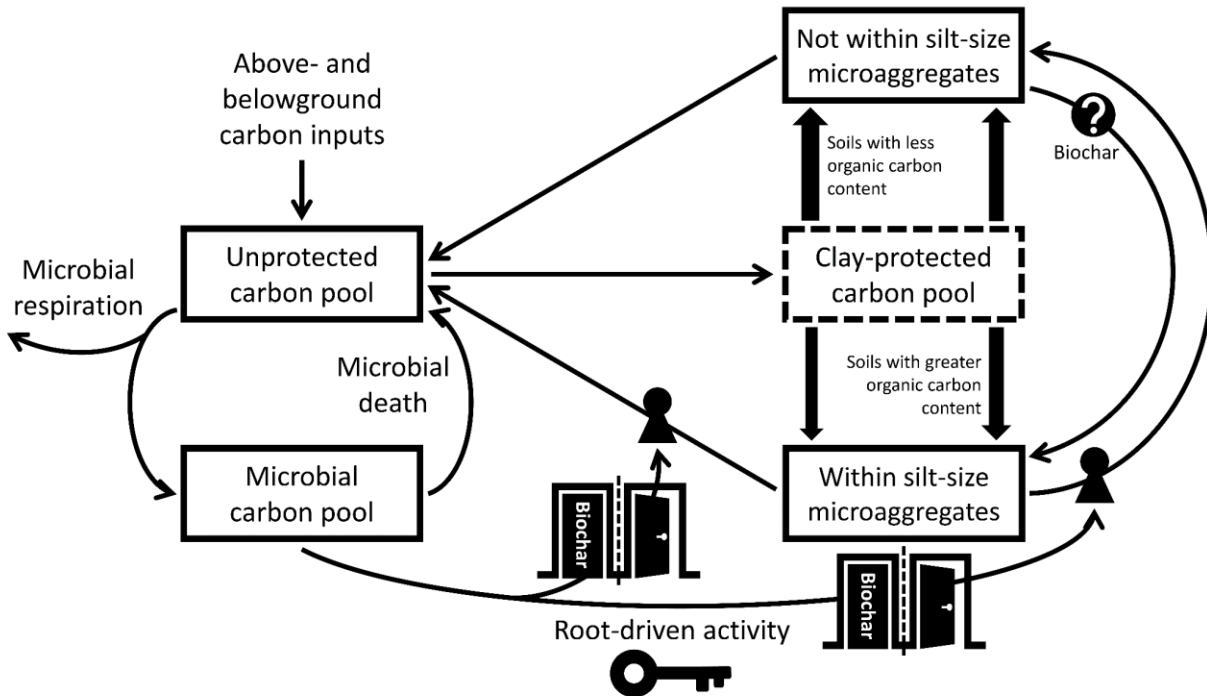 Above- and
belowground
carbon inputs
Not within silt-size
microaggregates
?
Biochar
Soils with less
organic carbon
content
Unprotected
carbon pool
Clay-protected
carbon pool
Microbial
respiration
Microbial
death
Soils with greater
organic carbon
content
Microbial
carbon pool
Within silt-size
microaggregates
Biochar
Biochar
Root-driven activity